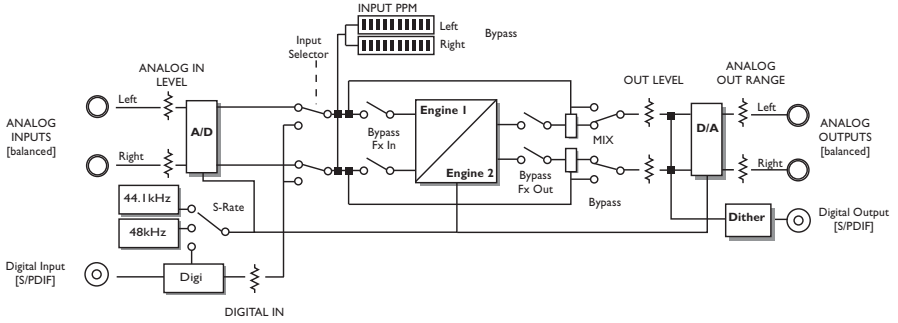 INPUT PPM
Left
Right
Bypass
Input
Selector
ANALOG IN
LEVEL
OUT LEVEL
ANALOG
OUT RANGE
Left
Left
ANALOG
INPUTS
[balanced]
A/D
Bypass
Fx In
Engine 1
Engine 2
MIX
D/A
ANALOG
OUTPUTS
[balanced]
Right
Right
Bypass
Fx Out
Bypass
44.1kHz
S-Rate
48kHz
Dither
Digital Output
[S/PDIF]
Digital Input
[S/PDIF]
Digi
DIGITAL IN